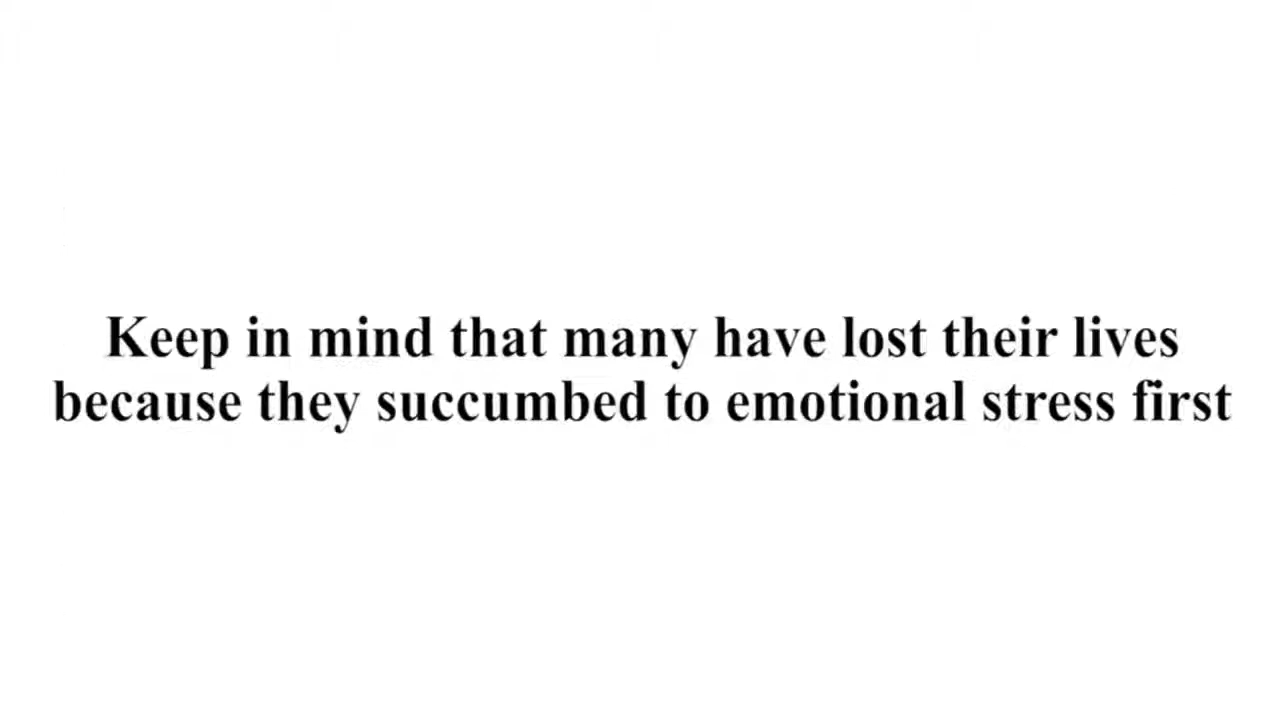 Keep in mind that many have lost their lives
because they succumbed to emotional stress first